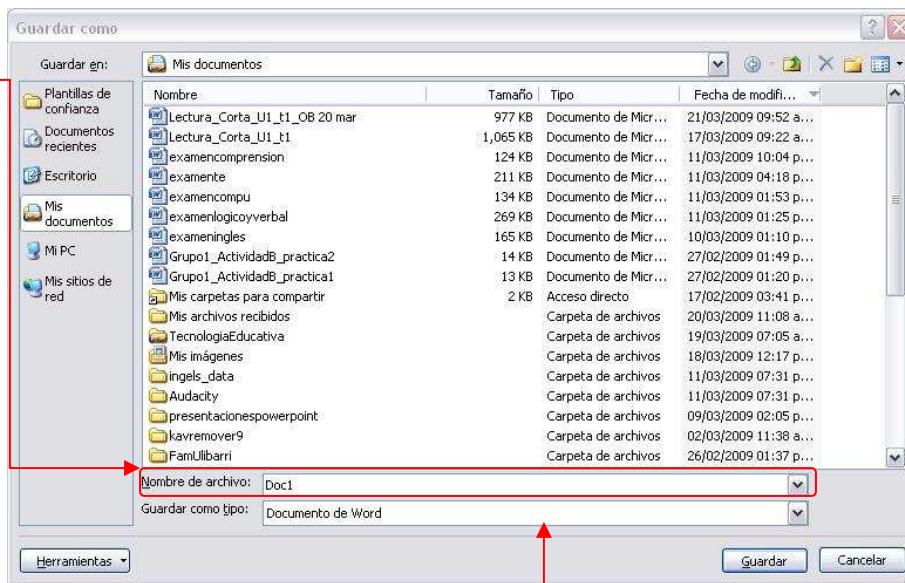 Guardar como
Guardar en: Mis documentos
Plantillas de confianza
Documentos recientes
Escritorio
Mis documentos
Mi PC
Mis sitios de red
Nombre Tamaño Tipo Fecha de modifi...
Lectura_Corta_U1_t1_OB 20 mar 977 KB Documento de Micr... 21/03/2009 09:52 a...
Lectura_Corta_U1_t1 1,065 KB Documento de Micr... 17/03/2009 09:22 a...
examencomprension 124 KB Documento de Micr... 11/03/2009 10:04 p...
examente 211 KB Documento de Micr... 11/03/2009 04:18 p...
examencompu 134 KB Documento de Micr... 11/03/2009 01:53 p...
examenlogicoyverbal 269 KB Documento de Micr... 11/03/2009 01:25 p...
exameningles 165 KB Documento de Micr... 10/03/2009 01:10 p...
Grupo1_ActividadB_practica2 14 KB Documento de Micr... 27/02/2009 01:49 p...
Grupo1_ActividadB_practica1 13 KB Documento de Micr... 27/02/2009 01:20 p...
Mis carpetas para compartir 2 KB Acceso directo 17/02/2009 03:41 p...
Mis archivos recibidos Carpeta de archivos 20/03/2009 11:08 a...
TecnologiaEducativa Carpeta de archivos 19/03/2009 07:05 a...
Mis imágenes Carpeta de archivos 18/03/2009 12:17 p...
ingels_data Carpeta de archivos 11/03/2009 07:31 p...
Audacity Carpeta de archivos 11/03/2009 07:31 p...
presentacionespowerpoint Carpeta de archivos 09/03/2009 02:05 p...
kavremover9 Carpeta de archivos 02/03/2009 11:38 a...
FamUlibarri Carpeta de archivos 26/02/2009 01:37 p...
Nombre de archivo: Doc1
Guardar como tipo: Documento de Word
Herramientas Guardar Cancelar